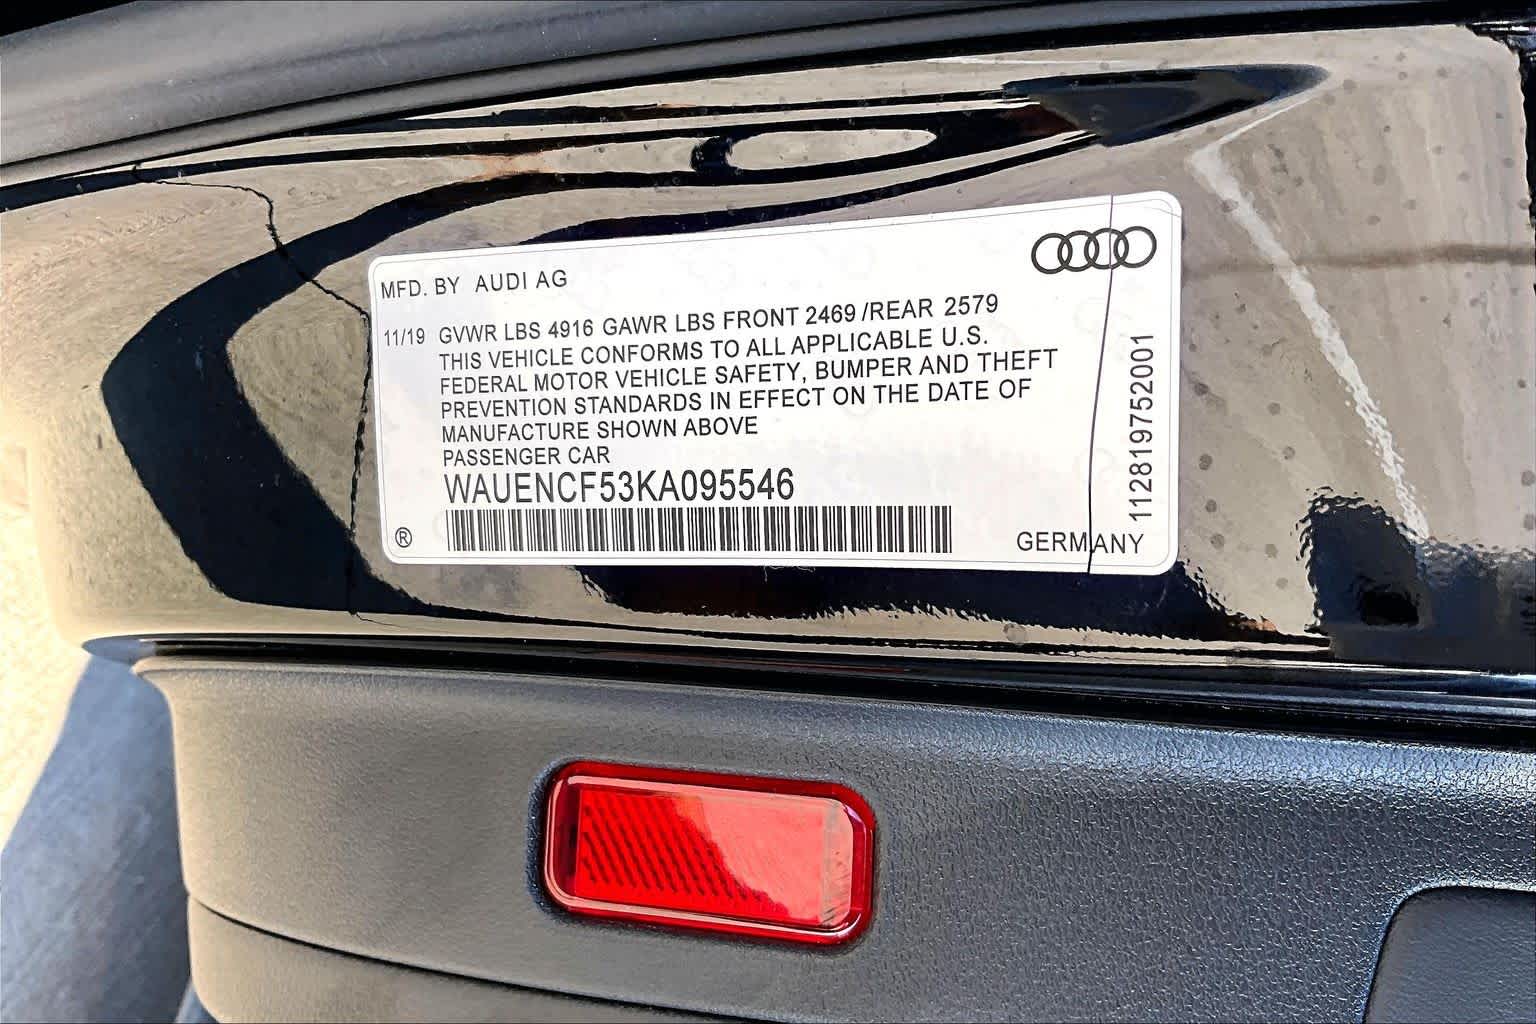 MFD. BY AUDI AG
11/19 GVWR LBS 4916 GAWR LBS FRONT 2469 /REAR 2579
THIS VEHICLE CONFORMS TO ALL APPLICABLE U.S.
FEDERAL MOTOR VEHICLE SAFETY, BUMPER AND THEFT
PREVENTION STANDARDS IN EFFECT ON THE DATE OF
MANUFACTURE SHOWN ABOVE
PASSENGER CAR
WAUENCF53KA095546
®
GERMANY
112819752001